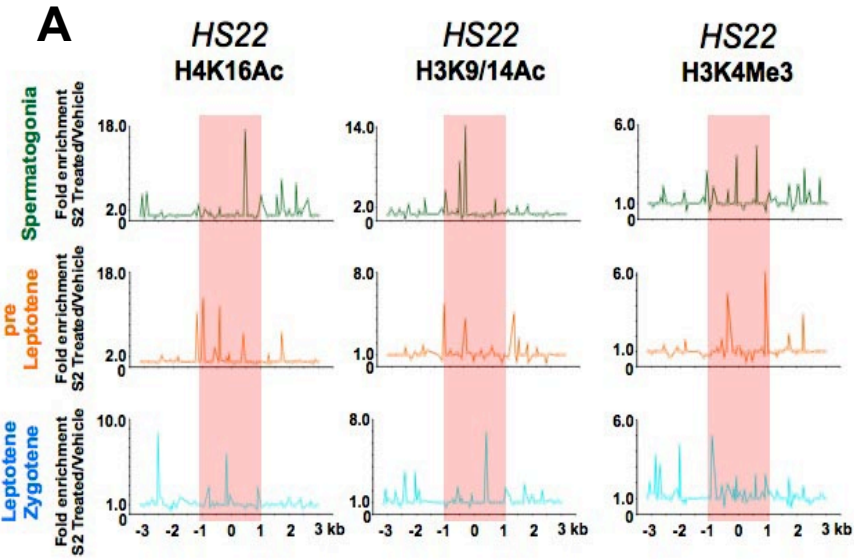 A
HS22
H4K16Ac
HS22
H3K9/14Ac
HS22
H3K4Me3
Spermatogonia
Fold enrichment
S2 Treated/Vehicle
18.0
2.0
0
14.0
2.0
0
6.0
1.0
0
pre
Leptotene
Fold enrichment
S2 Treated/Vehicle
18.0
2.0
0
8.0
1.0
0
6.0
1.0
0
Leptotene
Zygotene
Fold enrichment
S2 Treated/Vehicle
10.0
1.0
0
8.0
1.0
0
6.0
1.0
0
-3 -2 -1 0 1 2 3 kb
-3 -2 -1 0 1 2 3 kb
-3 -2 -1 0 1 2 3 kb